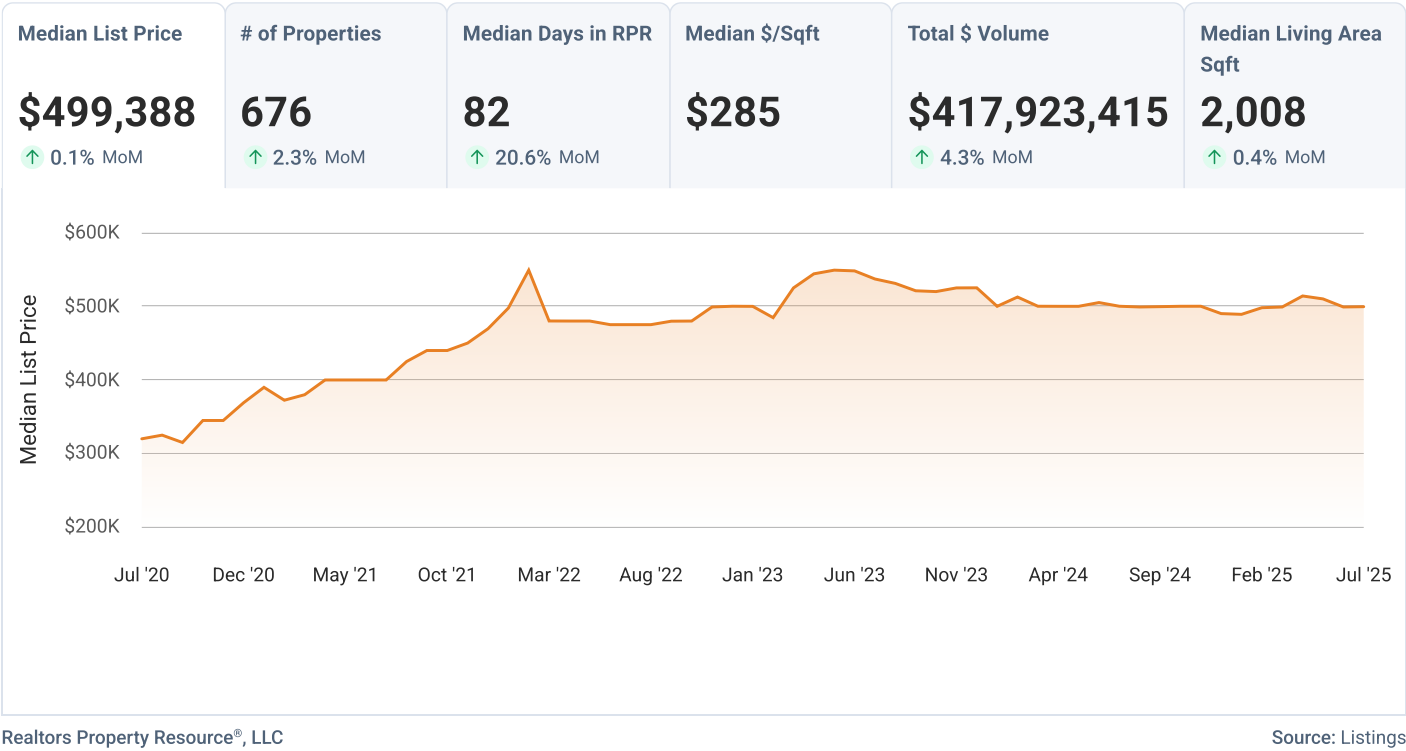 Median List Price
$499,388
0.1% MoM
# of Properties
676
2.3% MoM
Median Days in RPR
82
20.6% MoM
Median $/Sqft
$285
Total $ Volume
$417,923,415
4.3% MoM
Median Living Area
Sqft
2,008
0.4% MoM
Median List Price
$600K
$500K
$400K
$300K
$200K
Jul '20 Dec '20 May '21 Oct '21 Mar '22 Aug '22 Jan '23 Jun '23 Nov '23 Apr '24 Sep '24 Feb '25 Jul '25
Realtors Property Resource®, LLC
Source: Listings